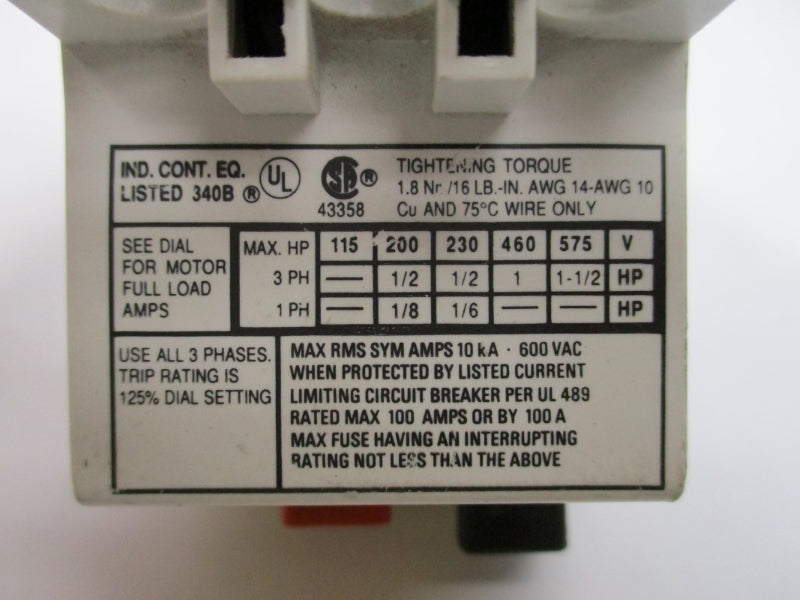 IND. CONT. EQ.
LISTED 340B ® UL
SA ®
43358
TIGHTENING TORQUE
1.8 Nm/16 LB.-IN. AWG 14-AWG 10
Cu AND 75°C WIRE ONLY
SEE DIAL
FOR MOTOR
FULL LOAD
AMPS
MAX. HP 115 200 230 460 575 V
3 PH — 1/2 1/2 1 1-1/2 HP
1 PH — 1/8 1/6 — — HP
USE ALL 3 PHASES.
TRIP RATING IS
125% DIAL SETTING
MAX RMS SYM AMPS 10 kA · 600 VAC
WHEN PROTECTED BY LISTED CURRENT
LIMITING CIRCUIT BREAKER PER UL 489
RATED MAX 100 AMPS OR BY 100 A
MAX FUSE HAVING AN INTERRUPTING
RATING NOT LESS THAN THE ABOVE